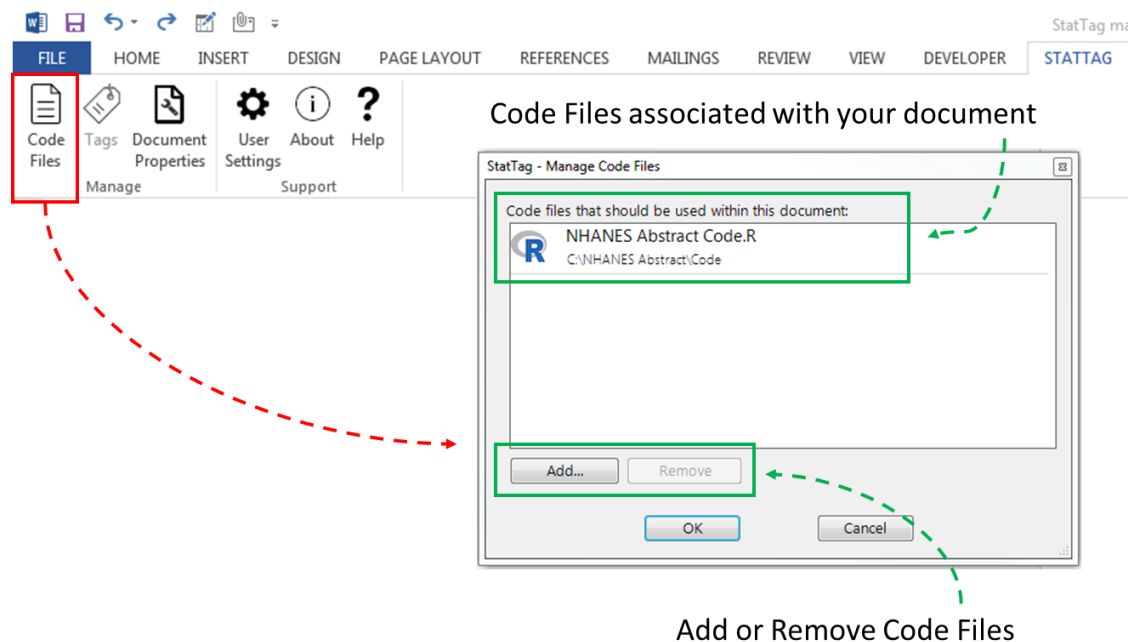 StatTag ma
FILE HOME INSERT DESIGN PAGE LAYOUT REFERENCES MAILINGS REVIEW VIEW DEVELOPER STATTAG
Code Files
Tags
Document Properties
User Settings
About
Help
Manage
Support
Code Files associated with your document
StatTag - Manage Code Files
Code files that should be used within this document:
R
NHANES Abstract Code.R
C:\NHANES Abstract\Code
Add... Remove
OK Cancel
Add or Remove Code Files